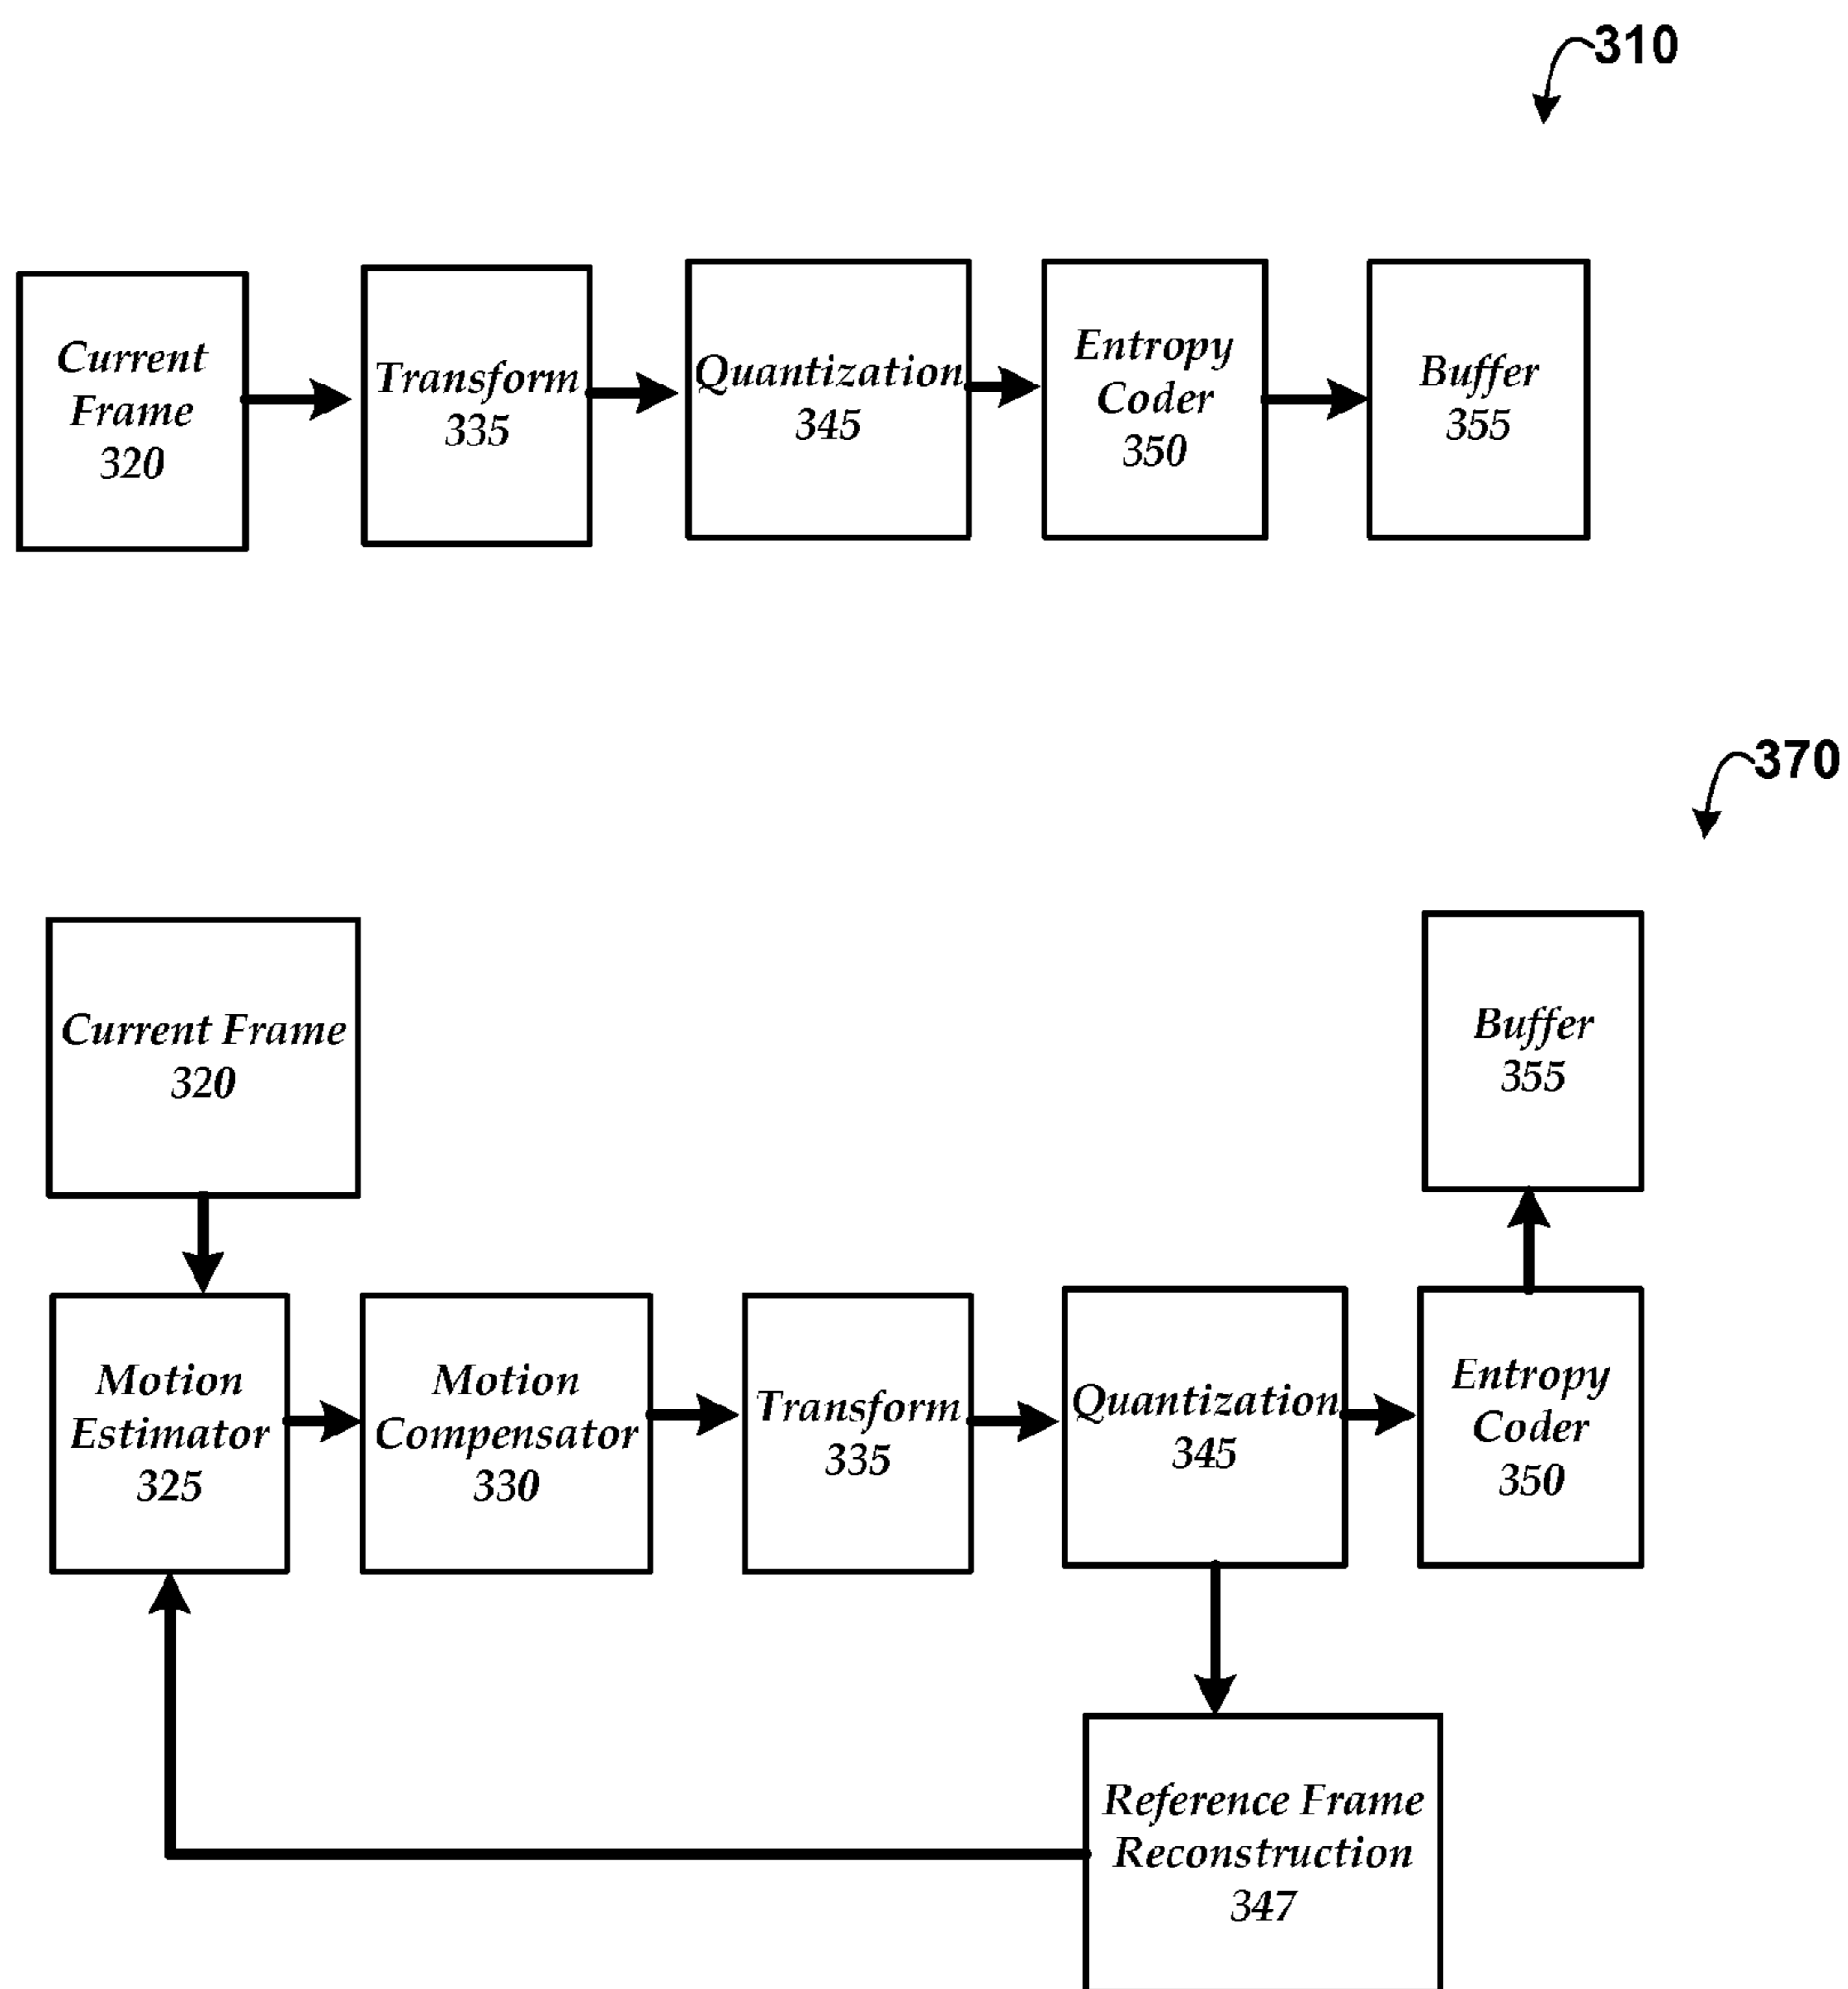 310
Current
Frame
320
Transform
335
Quantization
345
Entropy
Coder
350
Buffer
355
370
Current Frame
320
Buffer
355
Motion
Estimator
325
Motion
Compensator
330
Transform
335
Quantization
345
Entropy
Coder
350
Reference Frame
Reconstruction
347